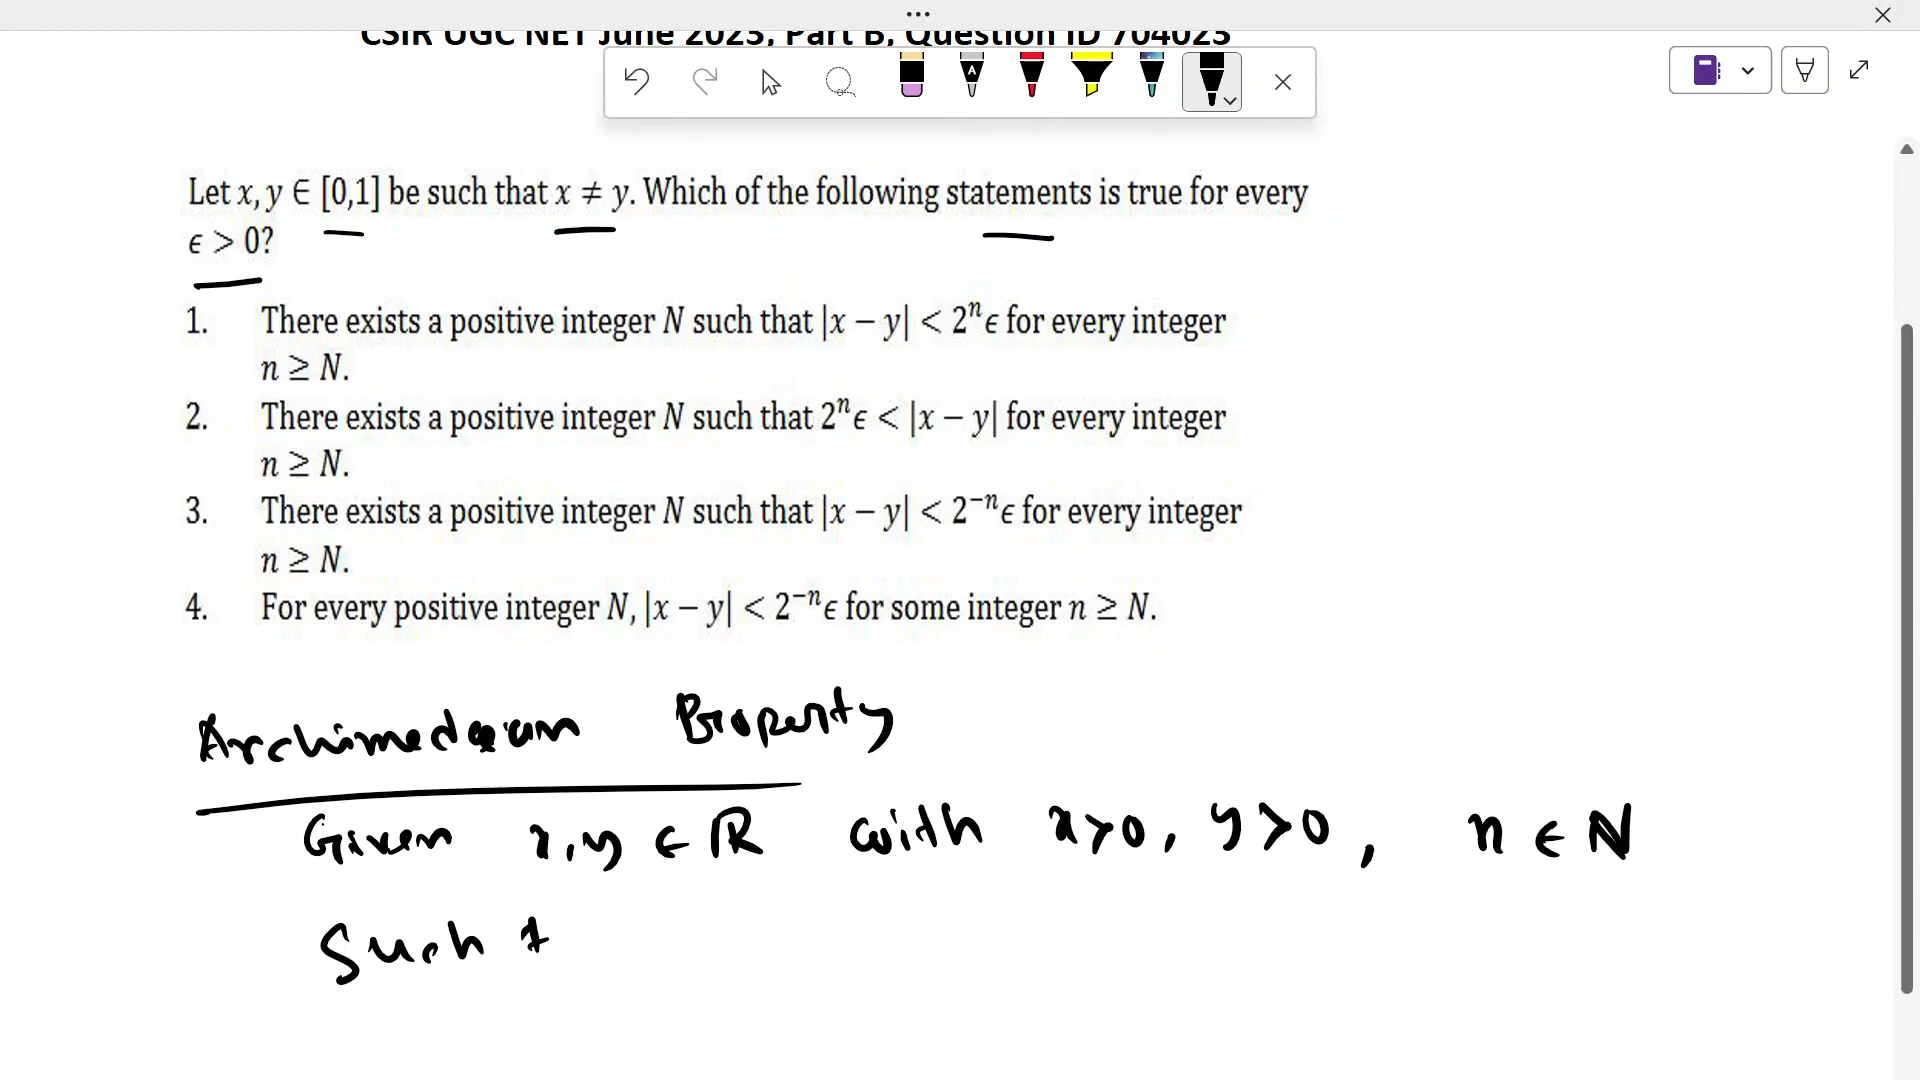 CSIR UGC NET June 2023, Part B, Question ID 704023
Let x, y ∈ [0,1] be such that x ≠ y. Which of the following statements is true for every
ϵ > 0?
1. There exists a positive integer N such that |x − y| < 2ⁿϵ for every integer
n ≥ N.
2. There exists a positive integer N such that 2ⁿϵ < |x − y| for every integer
n ≥ N.
3. There exists a positive integer N such that |x − y| < 2⁻ⁿϵ for every integer
n ≥ N.
4. For every positive integer N, |x − y| < 2⁻ⁿϵ for some integer n ≥ N.
Archimedean Property
Given x, y ∈ ℝ with x>0, y>0, n ∈ ℕ
Such t